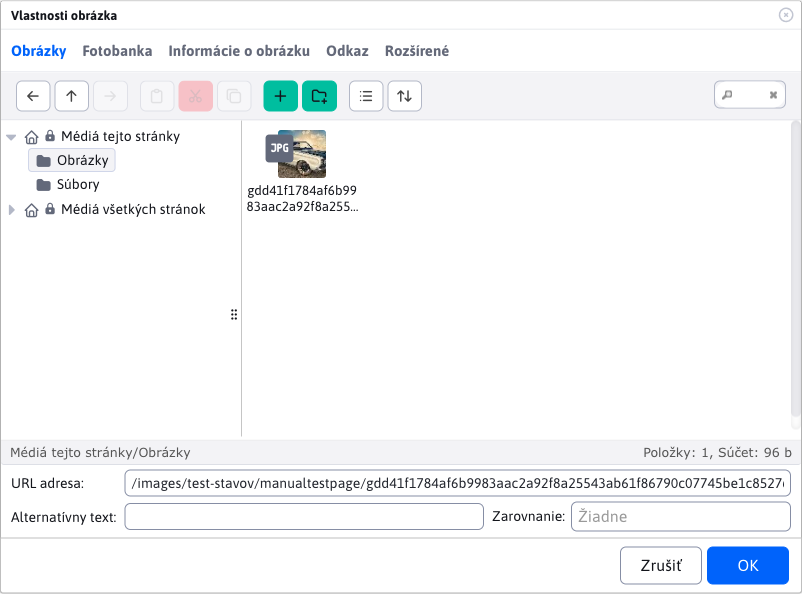 Vlastnosti obrázka
Obrázky Fotobanka Informácie o obrázku Odkaz Rozšírené
Médiá tejto stránky
Obrázky
Súbory
Médiá všetkých stránok
JPG
gdd41f1784af6b99
83aac2a92f8a255...
Médiá tejto stránky/Obrázky Položky: 1, Súčet: 96 b
URL adresa: /images/test-stavov/manualtestpage/gdd41f1784af6b9983aac2a92f8a25543ab61f86790c07745be1c8527
Alternatívny text: Zarovnanie: Žiadne
Zrušiť OK